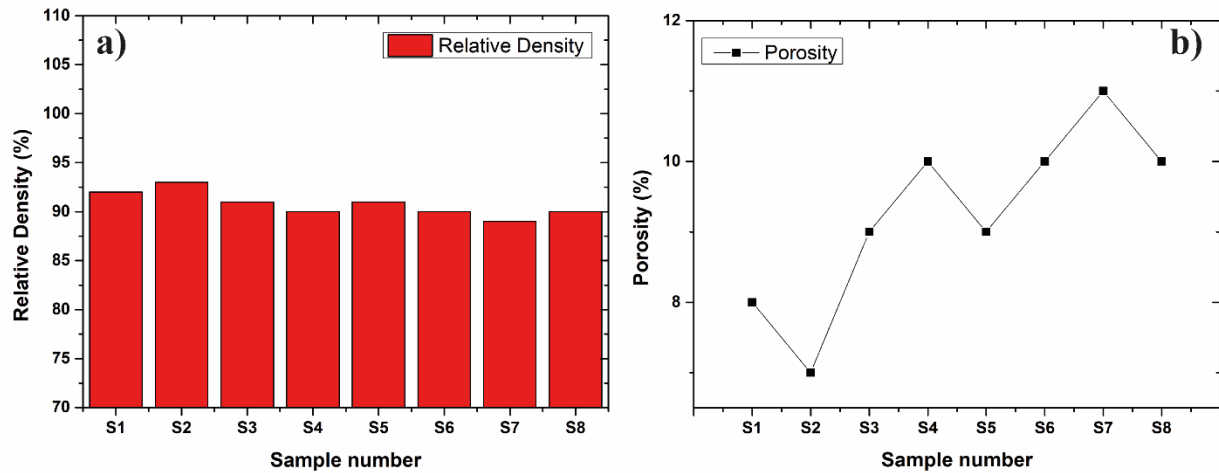 a)
Relative Density
Relative Density (%)
110
105
100
95
90
85
80
75
70
S1 S2 S3 S4 S5 S6 S7 S8
Sample number
b)
Porosity
Porosity (%)
12
10
8
S1 S2 S3 S4 S5 S6 S7 S8
Sample number